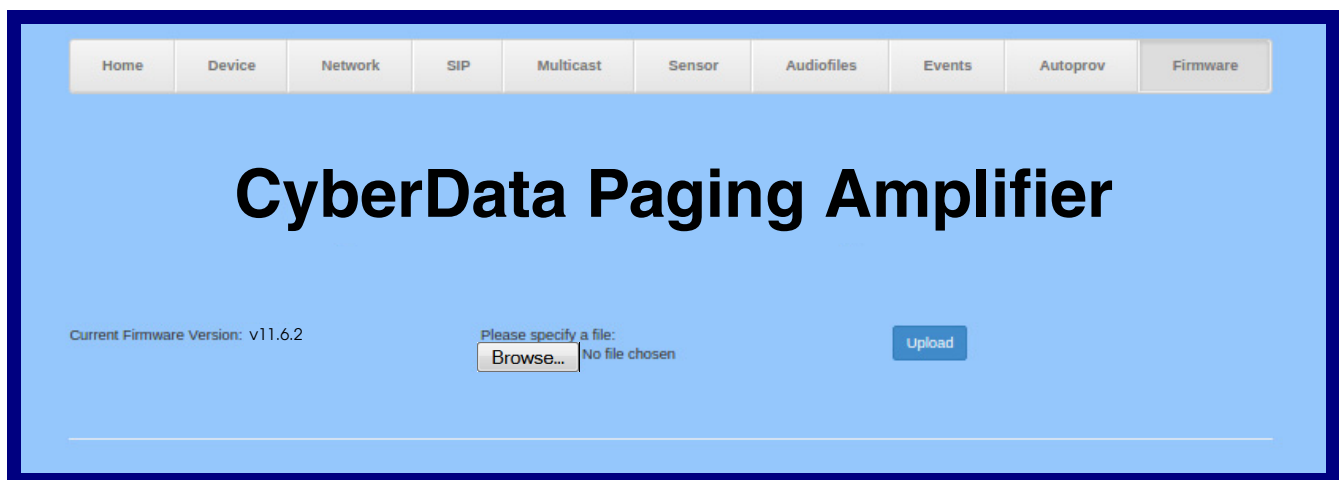 Home Device Network SIP Multicast Sensor Audiofiles Events Autoprov Firmware
CyberData Paging Amplifier
Current Firmware Version: v11.6.2
Please specify a file:
Browse... No file chosen
Upload